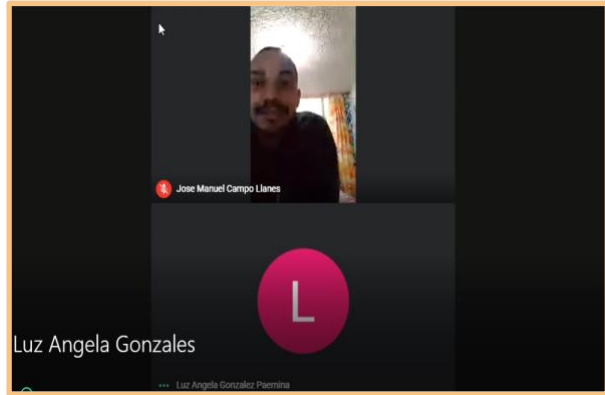 Jose Manuel Campo Llanes
L
Luz Angela Gonzales
Luz Angela Gonzalez Paernina